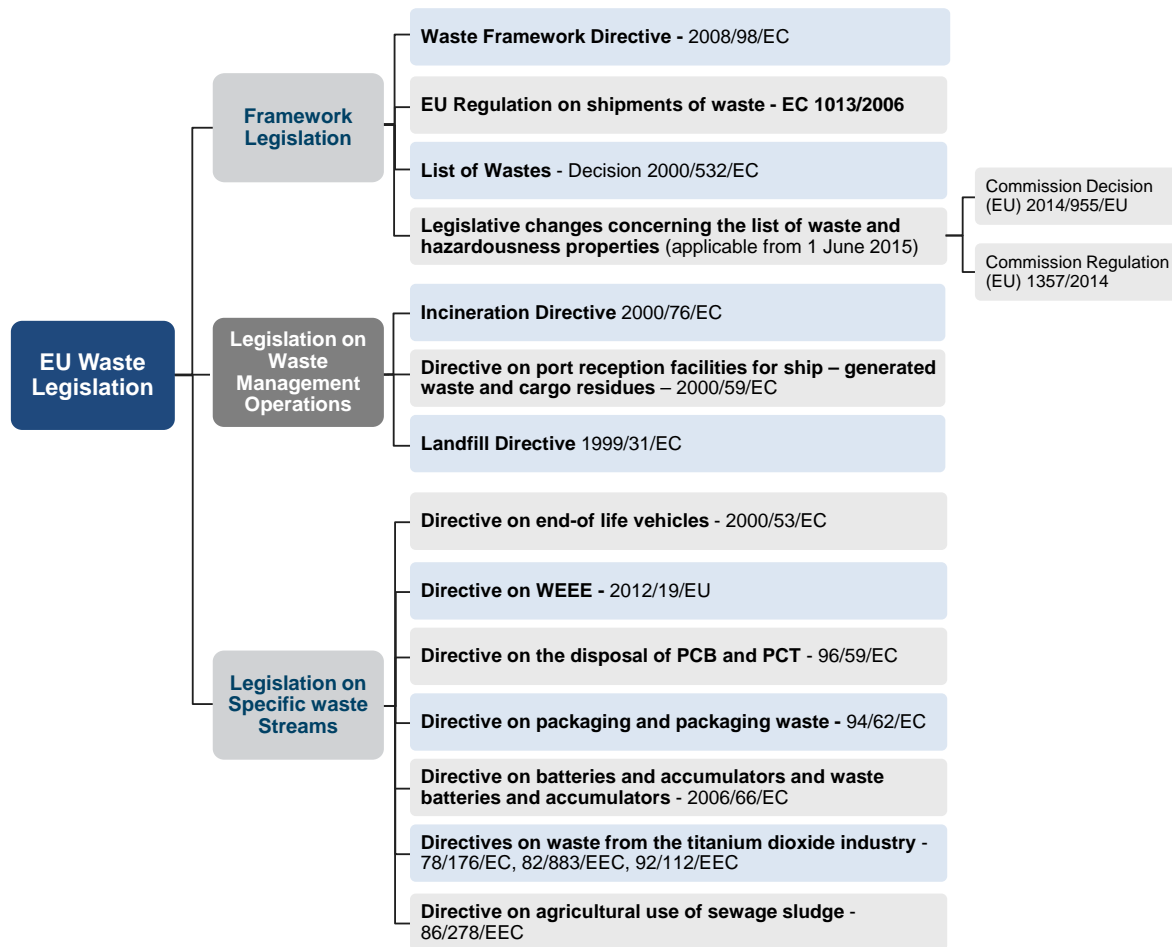 EU Waste
Legislation
Framework
Legislation
Waste Framework Directive - 2008/98/EC
EU Regulation on shipments of waste - EC 1013/2006
List of Wastes - Decision 2000/532/EC
Legislative changes concerning the list of waste and
hazardousness properties (applicable from 1 June 2015)
Commission Decision
(EU) 2014/955/EU
Commission Regulation
(EU) 1357/2014
Legislation on
Waste
Management
Operations
Incineration Directive 2000/76/EC
Directive on port reception facilities for ship – generated
waste and cargo residues – 2000/59/EC
Landfill Directive 1999/31/EC
Legislation on
Specific waste
Streams
Directive on end-of life vehicles - 2000/53/EC
Directive on WEEE - 2012/19/EU
Directive on the disposal of PCB and PCT - 96/59/EC
Directive on packaging and packaging waste - 94/62/EC
Directive on batteries and accumulators and waste
batteries and accumulators - 2006/66/EC
Directives on waste from the titanium dioxide industry -
78/176/EC, 82/883/EEC, 92/112/EEC
Directive on agricultural use of sewage sludge -
86/278/EEC